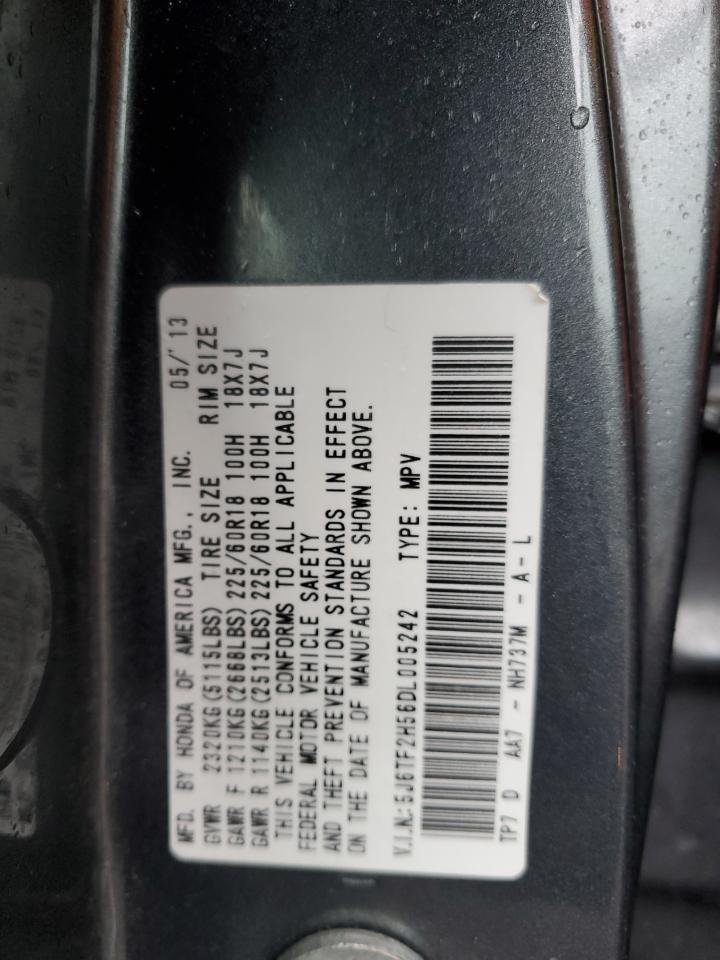 MFD. BY HONDA OF AMERICA MFG., INC. 05/'13
GVWR 2320KG(5115LBS) TIRE SIZE RIM SIZE
GAWR F 1210KG(2668LBS)225/60R18 100H 18X7J
GAWR R 1140KG(2513LBS)225/60R18 100H 18X7J
THIS VEHICLE CONFORMS TO ALL APPLICABLE
FEDERAL MOTOR VEHICLE SAFETY
AND THEFT PREVENTION STANDARDS IN EFFECT
ON THE DATE OF MANUFACTURE SHOWN ABOVE.
V.I.N.:5J6TF2H56DL005242 TYPE: MPV
TP7 D AA7 - NH737M - A - L